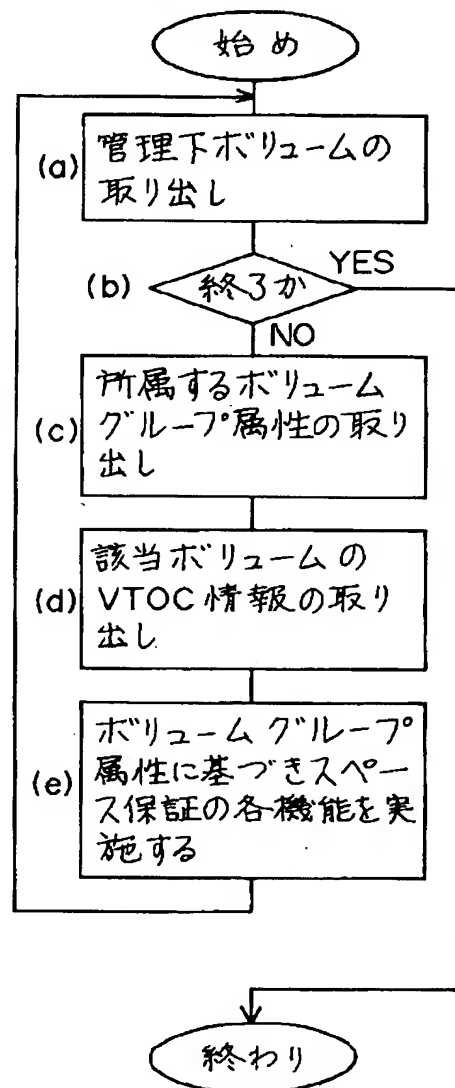 始め
(a)
管理下ボリュームの
取り出し
(b)
終了か
YES
NO
(c)
所属するボリューム
グループ属性の取り
出し
(d)
該当ボリュームの
VTOC情報の取り
出し
(e)
ボリュームグループ
属性に基づきスペー
ス保証の各機能を実
施する
終わり